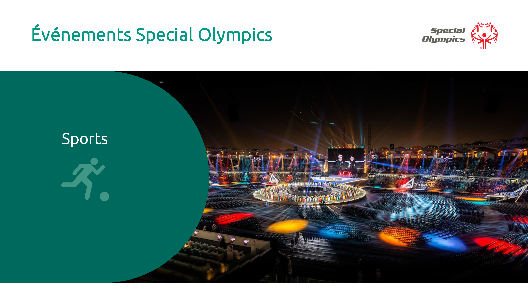 Événements Special Olympics
Special
Olympics
Sports